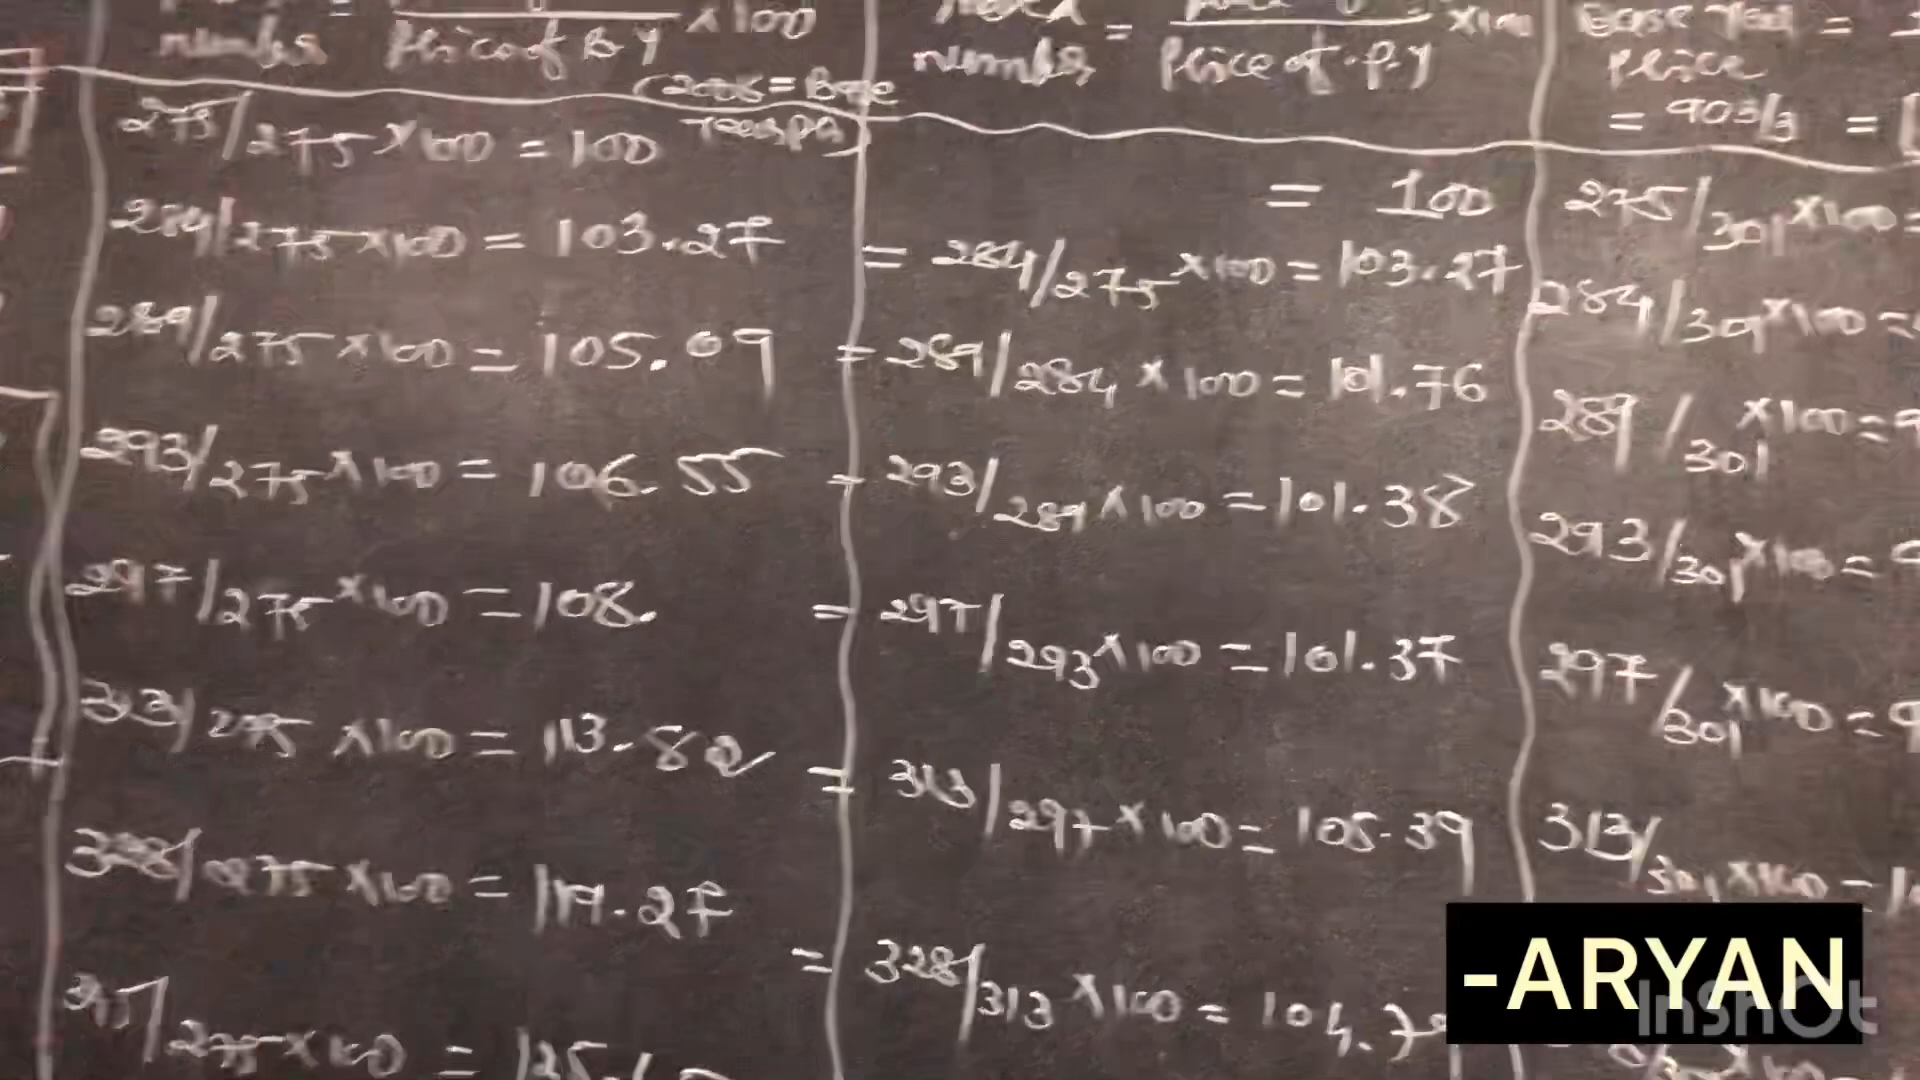 number Price of B.Y ×100
(2005 = Base
Year)
275/275 ×100 = 100
284/275 ×100 = 103.27
289/275 ×100 = 105.09
293/275 ×100 = 106.55
297/275 ×100 = 108.
313/275 ×100 = 113.82
328/275 ×100 = 119.27
/275 ×100 =
number = Price of P.Y
= 100
= 284/275 ×100 = 103.27
= 289/284 ×100 = 101.76
= 293/289 ×100 = 101.38
= 297/293 ×100 = 101.37
= 313/297 ×100 = 105.39
= 328/313 ×100 = 104.79
Base Year =
Price
= 903/3 =
275/301 ×100 =
284/301 ×100 =
289/301 ×100 =
293/301 ×100 =
297/301 ×100 =
313/301 ×100 =
-ARYAN
InShOt